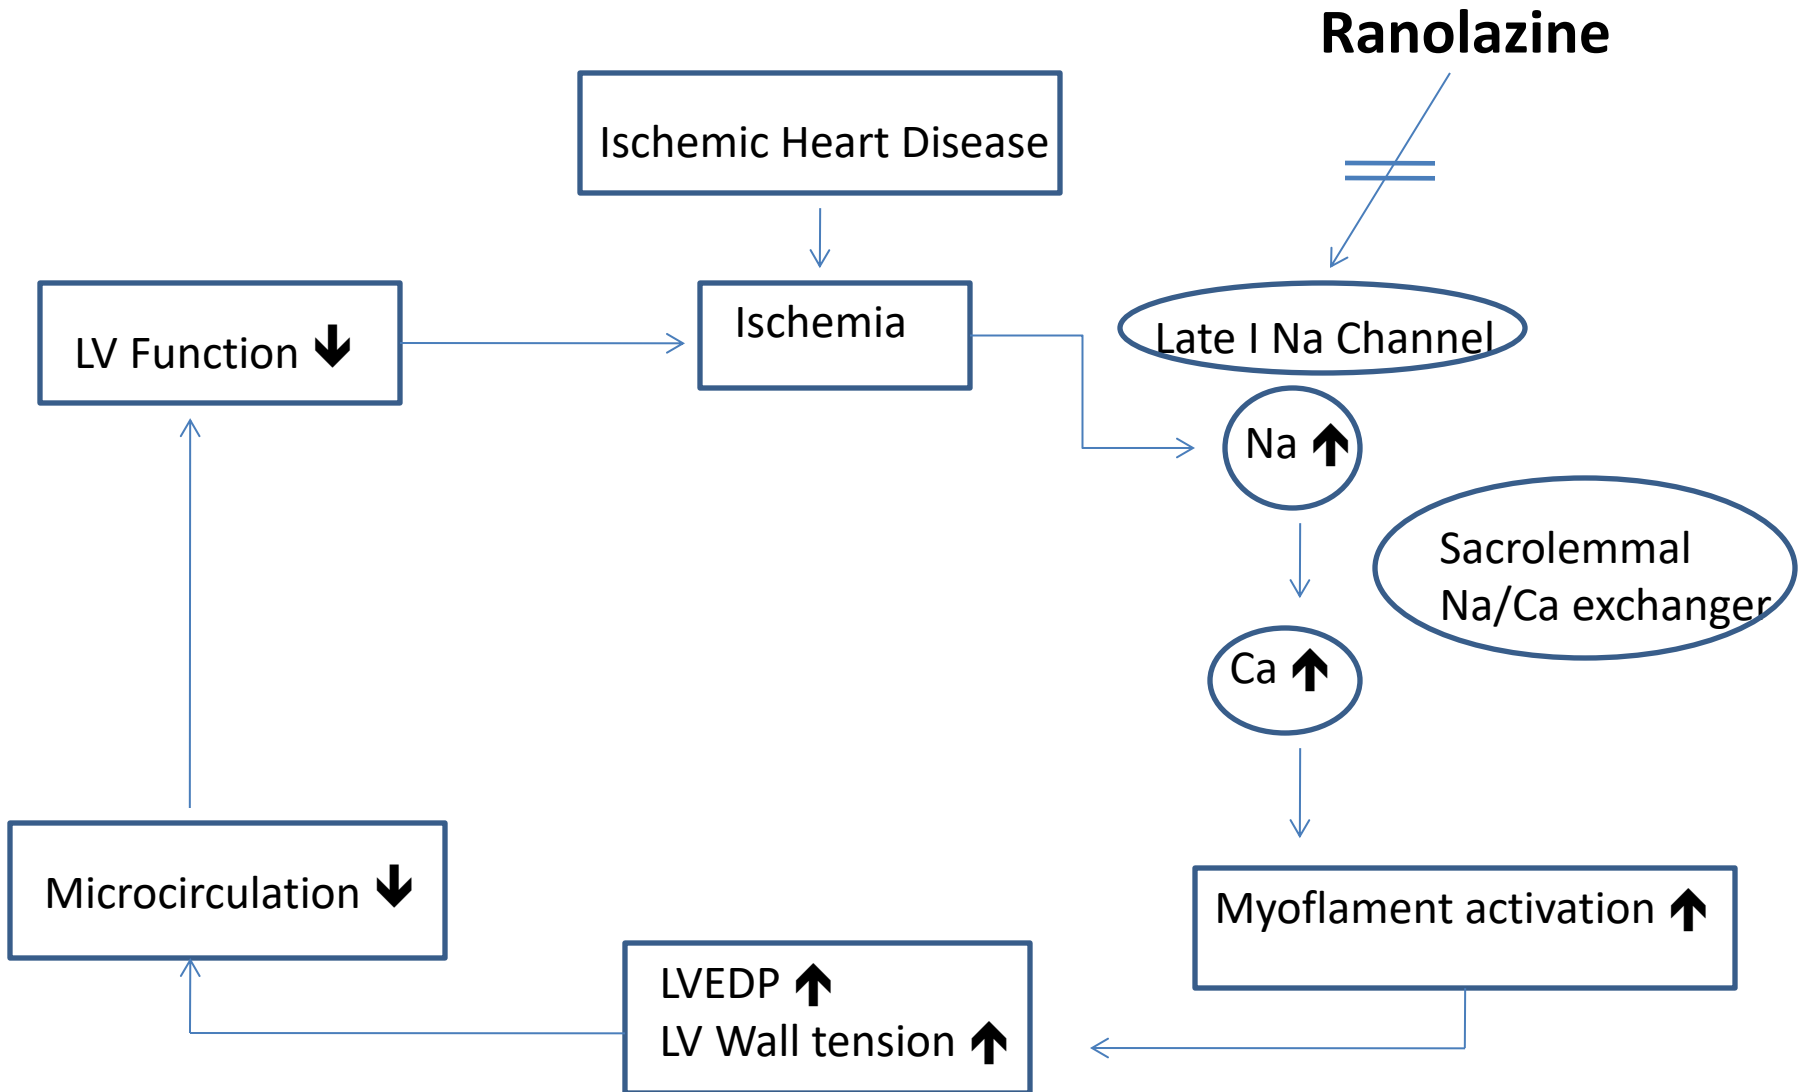 Ranolazine
Ischemic Heart Disease
Ischemia
Late I Na Channel
LV Function 🡻
Na 🡹
Sacrolemmal
Na/Ca exchanger
Ca 🡹
Microcirculation 🡻
Myoflament activation 🡹
LVEDP 🡹
LV Wall tension 🡹